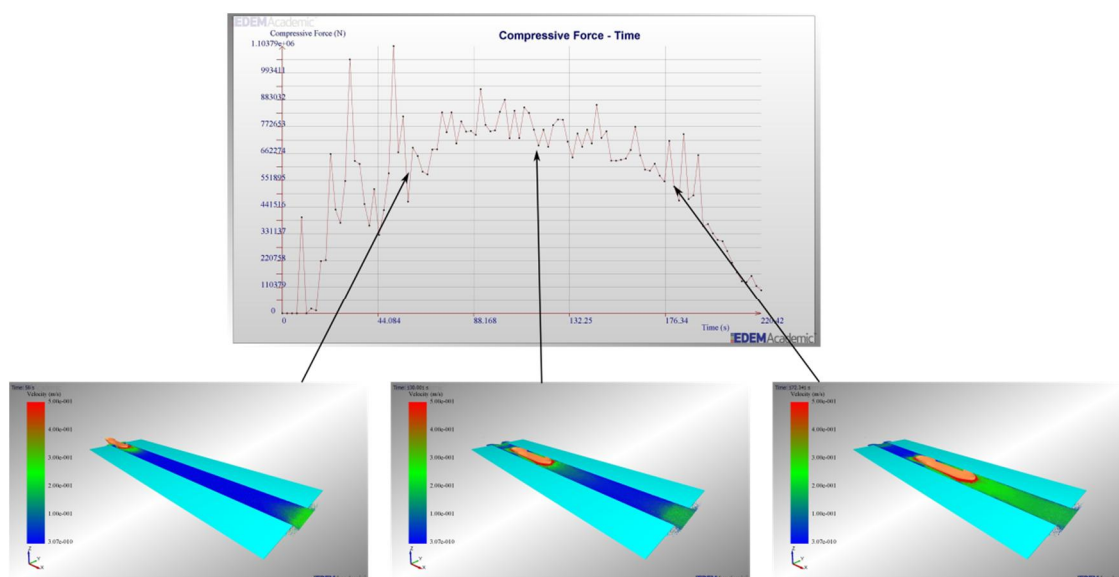 EDEMAcademic
Compressive Force (N)
Compressive Force - Time
1.10379e+06
993411
883032
772653
662274
551895
441516
331137
220758
110379
0
0 44.084 88.168 132.25 176.34 220.42
Time (s)
EDEMAcademic
Velocity (m/s)
5.00e-001
4.00e-001
3.00e-001
2.00e-001
1.00e-001
3.07e-010
Z
Y
X
Velocity (m/s)
5.00e-001
4.00e-001
3.00e-001
2.00e-001
1.00e-001
3.07e-010
Z
Y
X
Velocity (m/s)
5.00e-001
4.00e-001
3.00e-001
2.00e-001
1.00e-001
3.07e-010
Z
Y
X